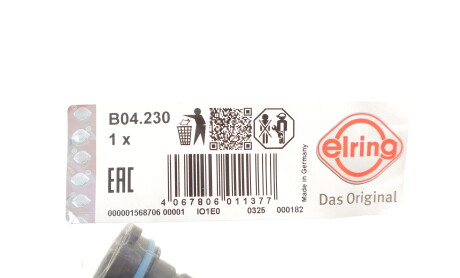 B04.230
1 x
EAC
4 067806 011377
000001568706 00001 IO1E0 0325 000182
Made in Germany
elring
Das Original